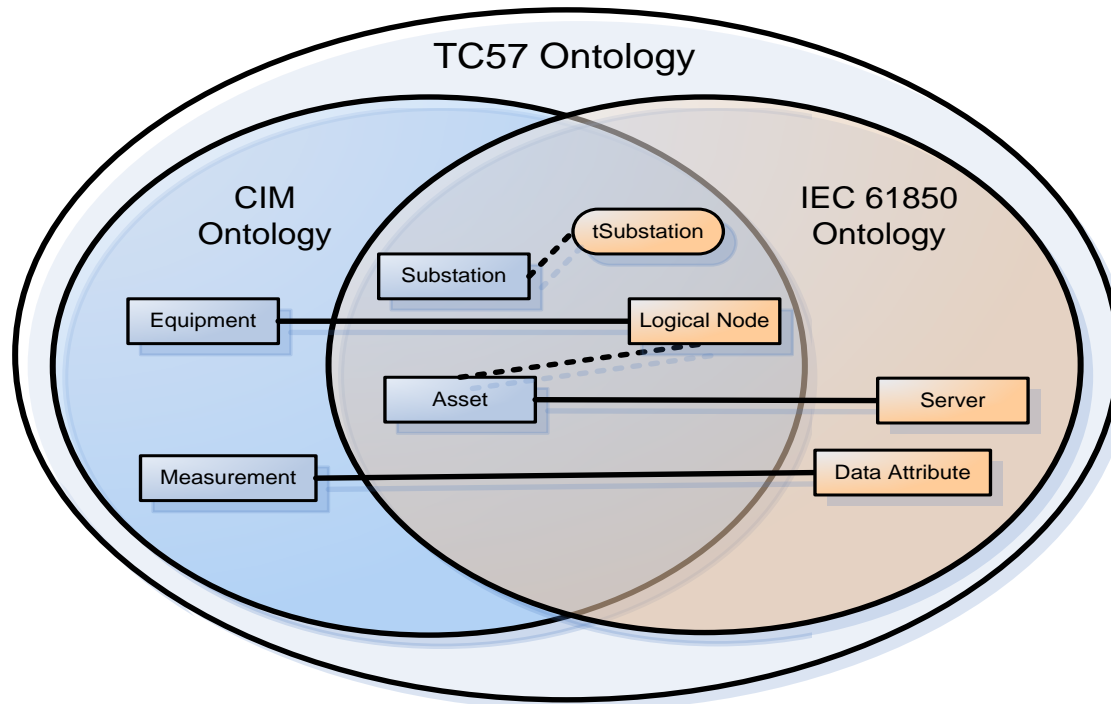 TC57 Ontology
CIM
Ontology
IEC 61850
Ontology
tSubstation
Substation
Equipment
Logical Node
Asset
Server
Measurement
Data Attribute